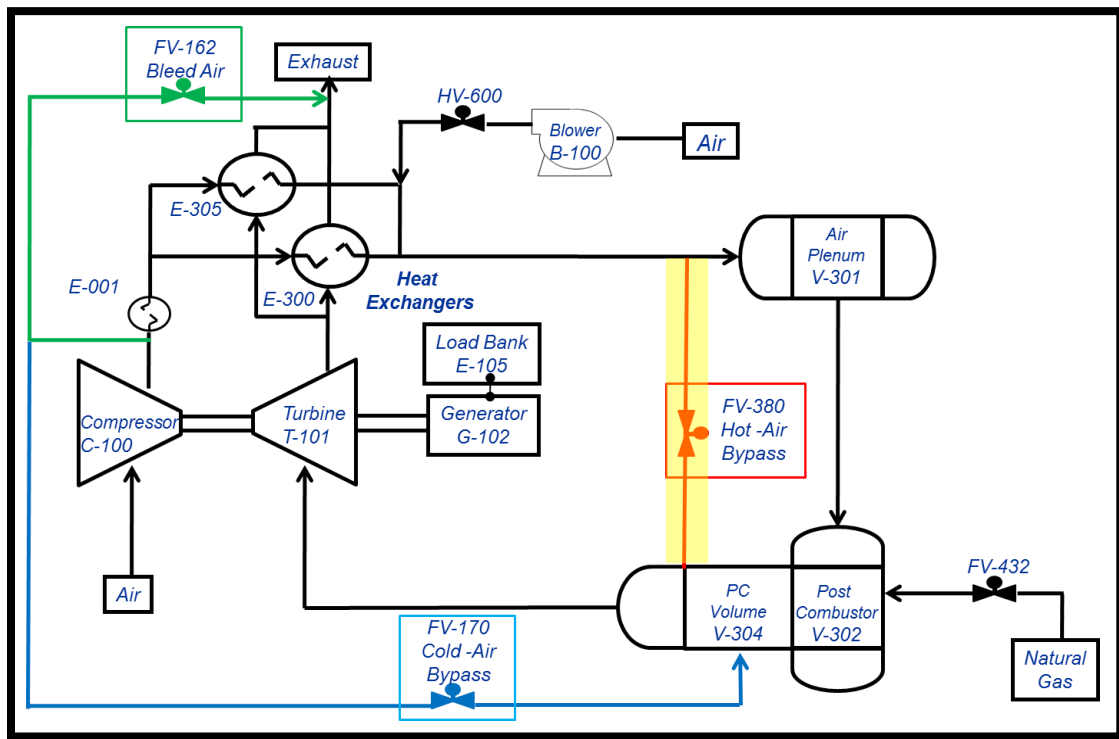 FV-162
Bleed Air
Exhaust
HV-600
Blower
B-100
Air
E-305
Air
Plenum
V-301
E-001
E-300
Heat
Exchangers
Load Bank
E-105
Compressor
C-100
Turbine
T-101
Generator
G-102
FV-380
Hot -Air
Bypass
Air
PC
Volume
V-304
Post
Combustor
V-302
FV-432
FV-170
Cold -Air
Bypass
Natural
Gas